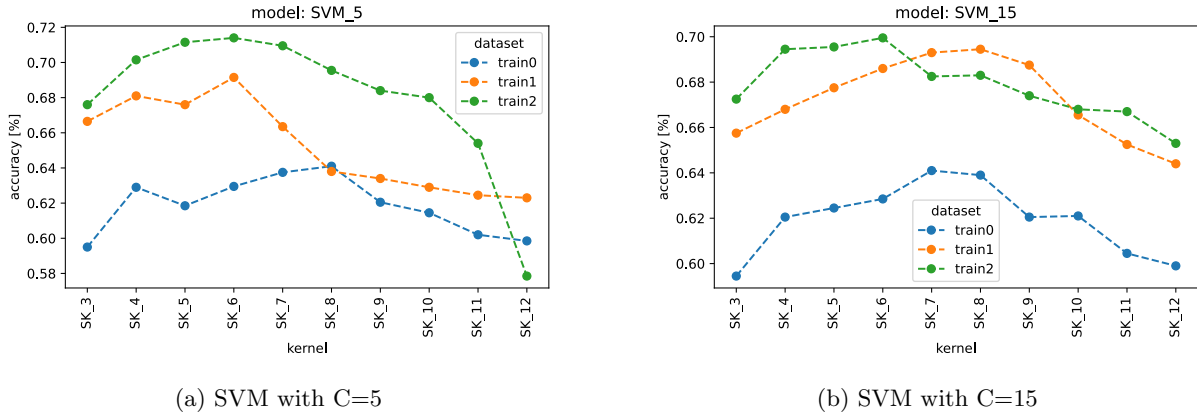 model: SVM_5
0.72
0.70
0.68
0.66
0.64
0.62
0.60
0.58
accuracy [%]
dataset
train0
train1
train2
SK_3
SK_4
SK_5
SK_6
SK_7
SK_8
SK_9
SK_10
SK_11
SK_12
kernel
(a) SVM with C=5
model: SVM_15
0.70
0.68
0.66
0.64
0.62
0.60
accuracy [%]
dataset
train0
train1
train2
SK_3
SK_4
SK_5
SK_6
SK_7
SK_8
SK_9
SK_10
SK_11
SK_12
kernel
(b) SVM with C=15